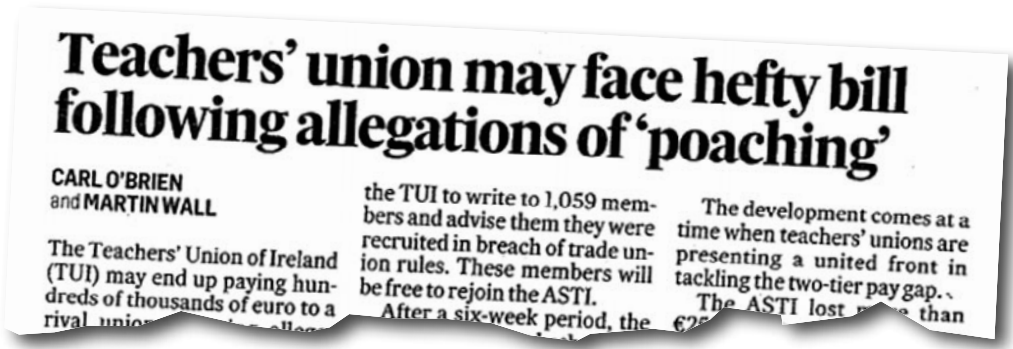 Teachers’ union may face hefty bill
following allegations of ‘poaching’
CARL O’BRIEN
and MARTIN WALL
The Teachers’ Union of Ireland
(TUI) may end up paying hun-
dreds of thousands of euro to a
rival union
the TUI to write to 1,059 mem-
bers and advise them they were
recruited in breach of trade un-
ion rules. These members will
be free to rejoin the ASTI.
After a six-week period, the
The development comes at a
time when teachers’ unions are
presenting a united front in
tackling the two-tier pay gap.
The ASTI lost than